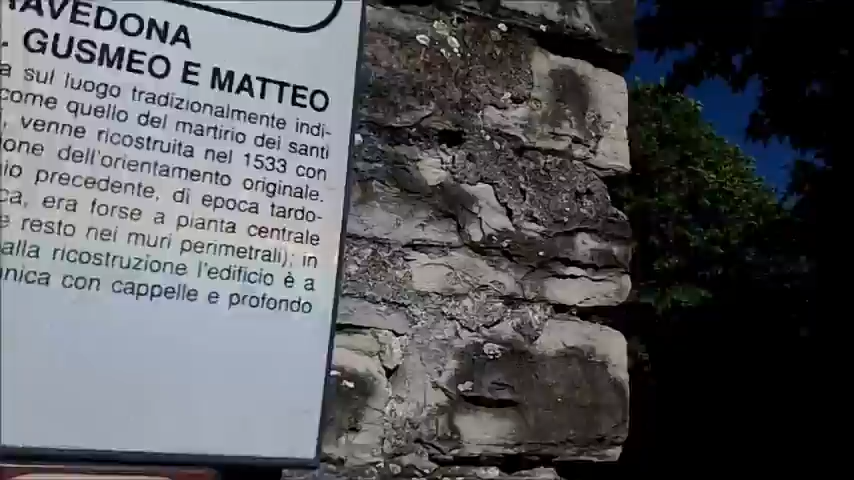 AVEDONA
- GUSMEO E MATTEO
a sul luogo tradizionalmente indi-
come quello del martirio dei santi
, venne ricostruita nel 1533 con
one dell'orientamento originale.
io precedente, di epoca tardo-
ca, era forse a pianta centrale
e resto nei muri perimetrali); in
alla ricostruzione l'edificio è a
nica con cappelle e profondo